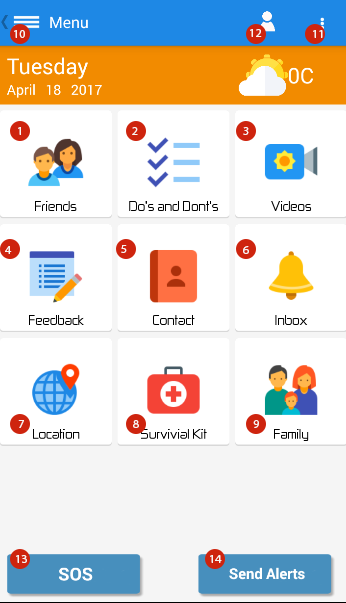 Menu
10
12
11
Tuesday
April 18 2017
0C
1
2
3
Friends
Do's and Dont's
Videos
4
5
6
Feedback
Contact
Inbox
7
8
9
Location
Survivial Kit
Family
13
14
SOS
Send Alerts